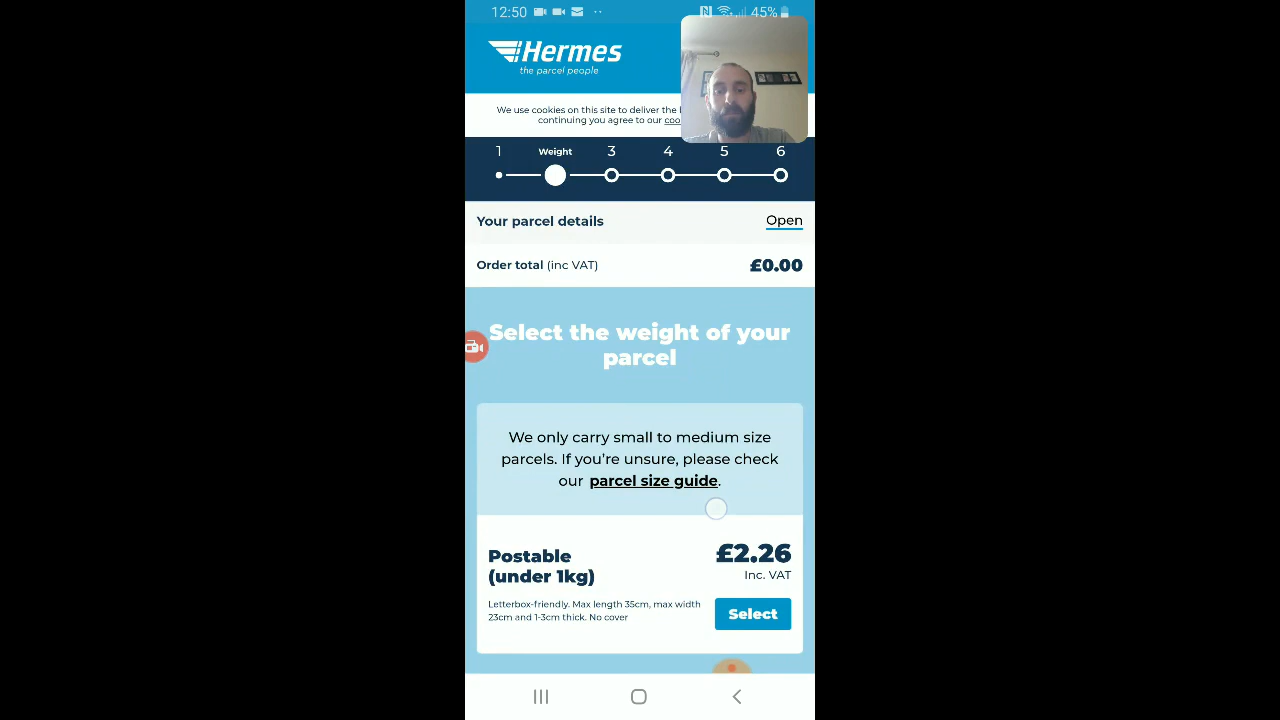 12:50
45%
Hermes
the parcel people
We use cookies on this site to deliver the
continuing you agree to our
1 Weight 3 4 5 6
Your parcel details Open
Order total (inc VAT) £0.00
Select the weight of your
parcel
We only carry small to medium size
parcels. If you're unsure, please check
our parcel size guide.
Postable
(under 1kg)
£2.26
Inc. VAT
Letterbox-friendly. Max length 35cm, max width
23cm and 1-3cm thick. No cover
Select